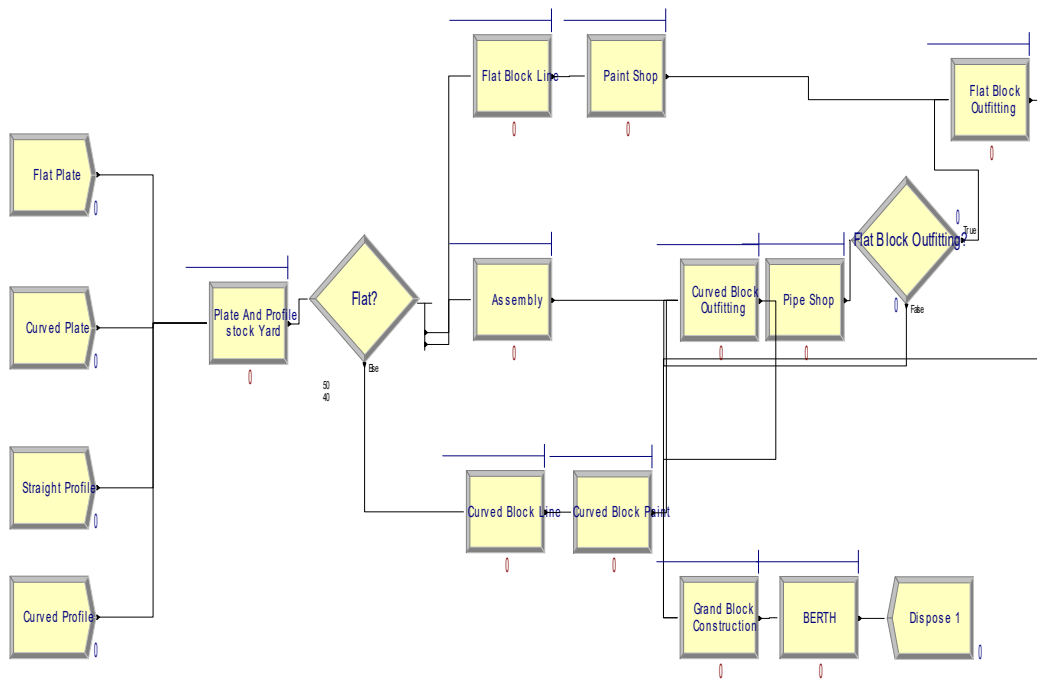 Flat Block Line
0
Paint Shop
0
Flat Block
Outfitting
0
Flat Plate
0
Flat Block Outfitting?
0
True
0
False
Curved Plate
0
Plate And Profile
stock Yard
0
Flat?
Else
50
40
Assembly
0
Curved Block
Outfitting
0
Pipe Shop
0
Straight Profile
0
Curved Block Line
0
Curved Block Paint
0
Curved Profile
0
Grand Block
Construction
0
BERTH
0
Dispose 1
0